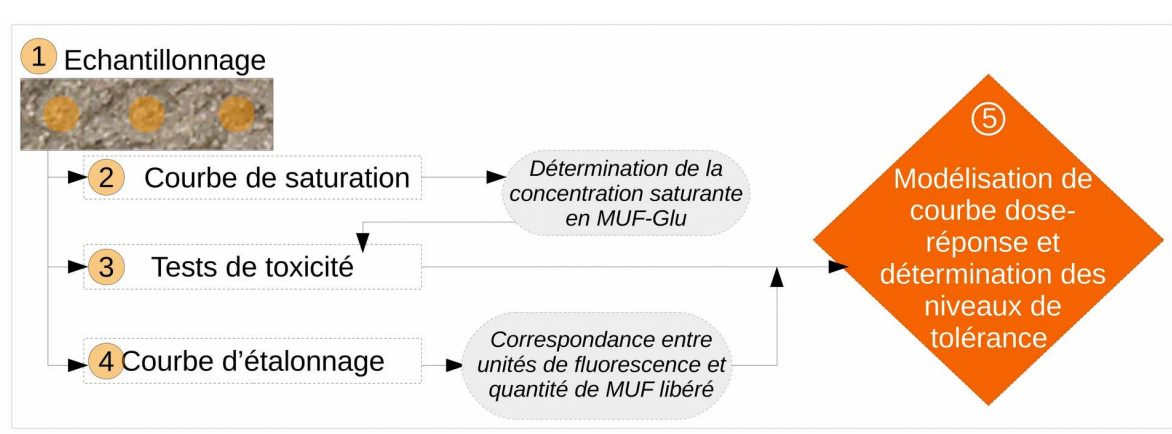 1 Echantillonnage
2 Courbe de saturation
Détermination de la
concentration saturante
en MUF-Glu
3 Tests de toxicité
4 Courbe d'étalonnage
Correspondance entre
unités de fluorescence et
quantité de MUF libéré
⑤
Modélisation de
courbe dose-
réponse et
détermination des
niveaux de
tolérance